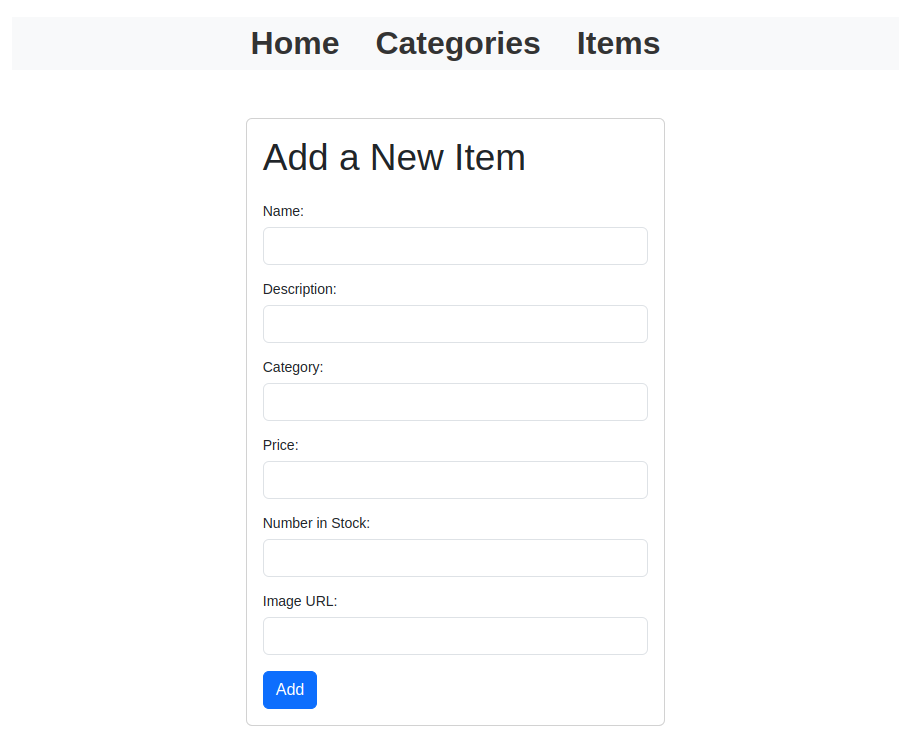 Home Categories Items
Add a New Item
Name:
Description:
Category:
Price:
Number in Stock:
Image URL:
Add